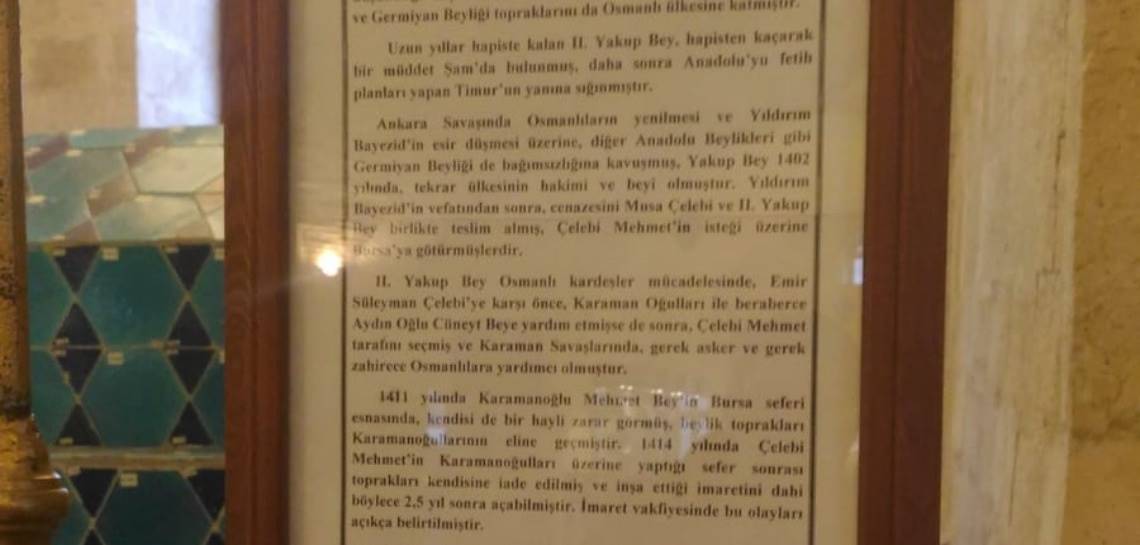 ve Germiyan Beyliği topraklarını da Osmanlı ülkesine katmıştır.
Uzun yıllar hapiste kalan II. Yakup Bey, hapisten kaçarak
bir müddet Şam'da bulunmuş, daha sonra Anadolu'yu fetih
planları yapan Timur'un yanına sığınmıştır.
Ankara Savaşında Osmanlıların yenilmesi ve Yıldırım
Bayezid'in esir düşmesi üzerine, diğer Anadolu Beylikleri gibi
Germiyan Beyliği de bağımsızlığına kavuşmuş, Yakup Bey 1402
yılında, tekrar ülkesinin hakimi ve beyi olmuştur. Yıldırım
Bayezid'in vefatından sonra, cenazesini Musa Çelebi ve II. Yakup
Bey birlikte teslim almış, Çelebi Mehmet'in isteği üzerine
Bursa'ya götürmüşlerdir.
II. Yakup Bey Osmanlı kardeşler mücadelesinde, Emir
Süleyman Çelebi'ye karşı önce, Karaman Oğulları ile beraberce
Aydın Oğlu Cüneyt Beye yardım etmişse de sonra, Çelebi Mehmet
tarafını seçmiş ve Karaman Savaşlarında, gerek asker ve gerek
zahirece Osmanlılara yardımcı olmuştur.
1411 yılında Karamanoğlu Mehmet Bey'in Bursa seferi
esnasında, kendisi de bir hayli zarar görmüş, beylik toprakları
Karamanoğullarının eline geçmiştir. 1414 yılında Çelebi
Mehmet'in Karamanoğulları üzerine yaptığı sefer sonrası
toprakları kendisine iade edilmiş ve inşa ettiği imaretini dahi
böylece 2,5 yıl sonra açabilmiştir. İmaret vakfiyesinde bu olayları
açıkça belirtilmiştir.